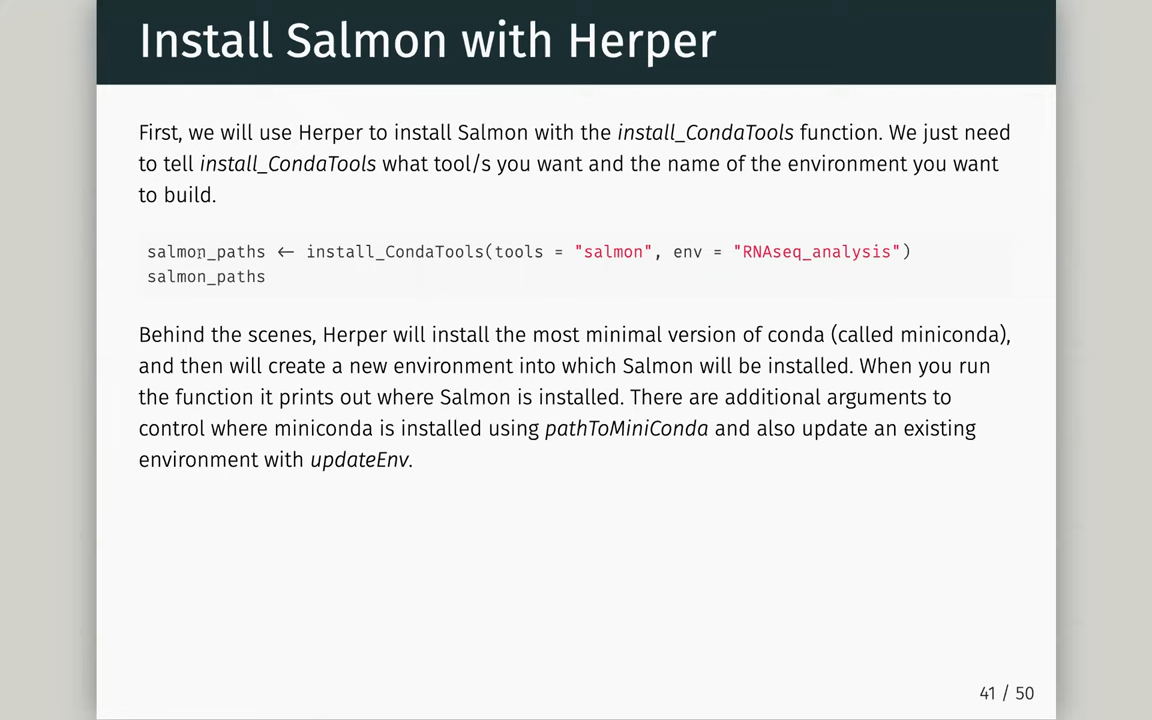 Install Salmon with Herper
First, we will use Herper to install Salmon with the install_CondaTools function. We just need
to tell install_CondaTools what tool/s you want and the name of the environment you want
to build.
salmon_paths <- install_CondaTools(tools = "salmon", env = "RNAseq_analysis")
salmon_paths
Behind the scenes, Herper will install the most minimal version of conda (called miniconda),
and then will create a new environment into which Salmon will be installed. When you run
the function it prints out where Salmon is installed. There are additional arguments to
control where miniconda is installed using pathToMiniConda and also update an existing
environment with updateEnv.
41 / 50